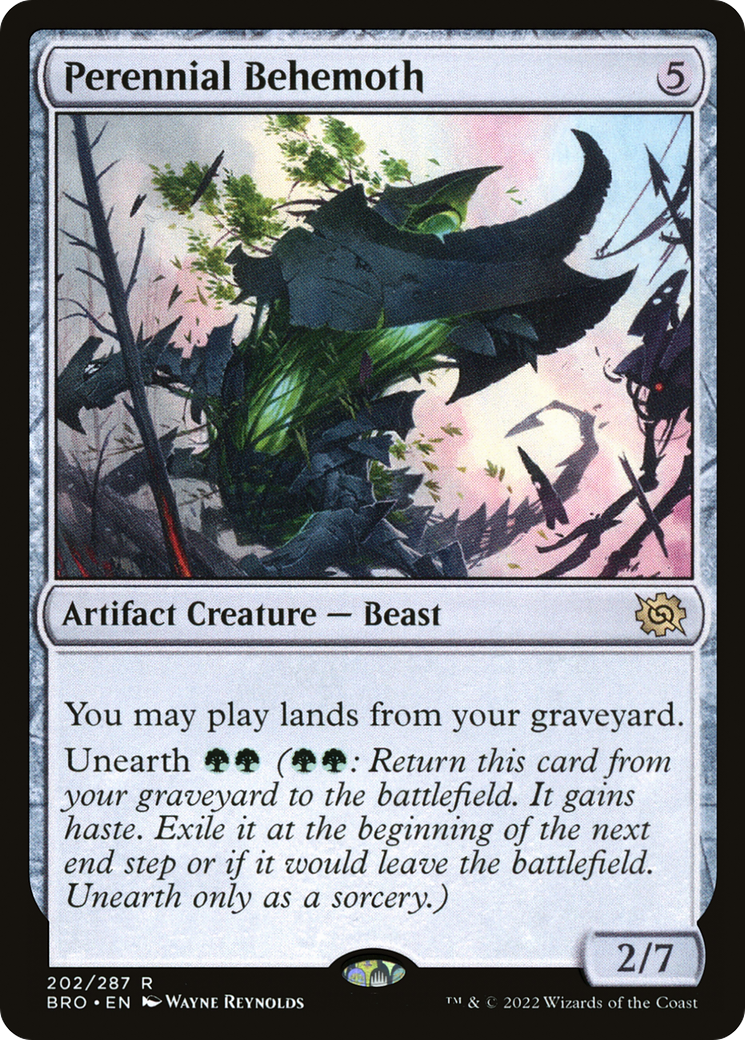 Perennial Behemoth 5
Artifact Creature — Beast
You may play lands from your graveyard.
Unearth (: Return this card from
your graveyard to the battlefield. It gains
haste. Exile it at the beginning of the next
end step or if it would leave the battlefield.
Unearth only as a sorcery.)
2/7
202/287 R
BRO • EN Wayne Reynolds
™ & © 2022 Wizards of the Coast